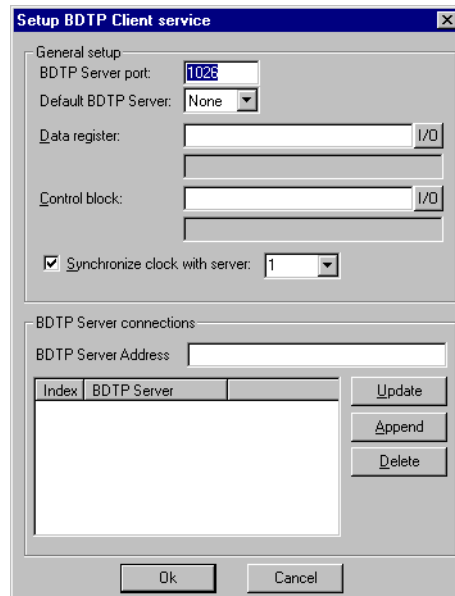 Setup BDTP Client service
General setup
BDTP Server port: 1026
Default BDTP Server: None
Data register: I/O
Control block: I/O
Synchronize clock with server: 1
BDTP Server connections
BDTP Server Address
Index BDTP Server
Update
Append
Delete
Ok Cancel